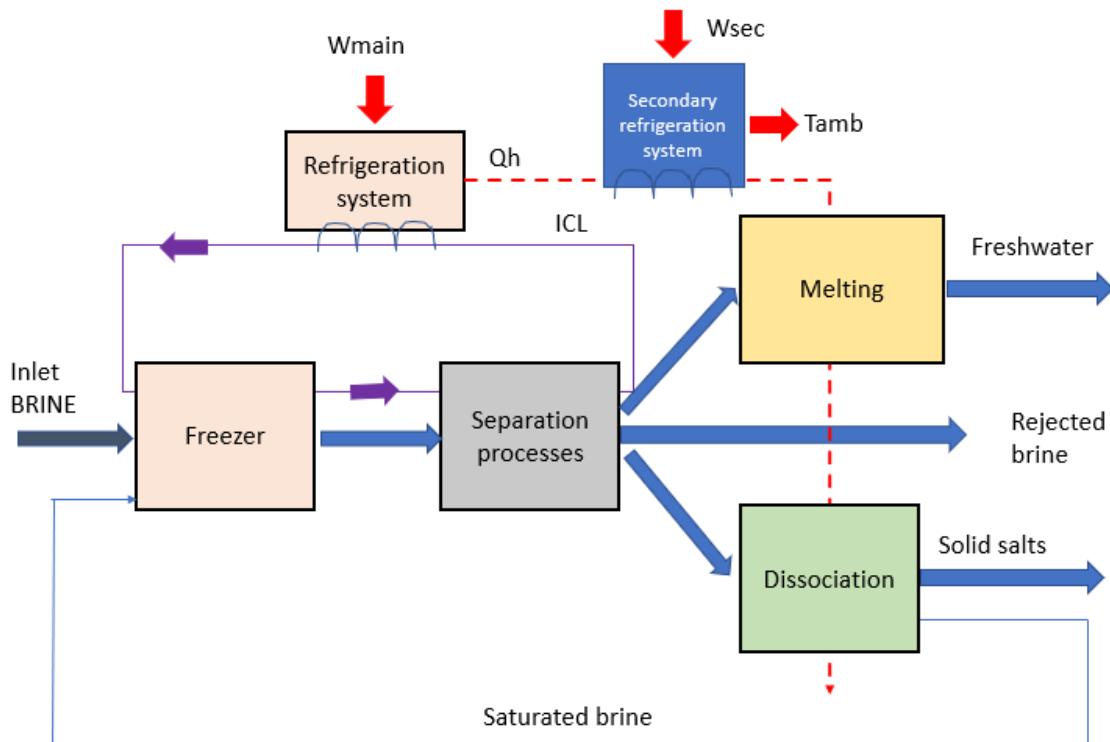 Wmain
Wsec
Secondary
refrigeration
system
Tamb
Refrigeration
system
Qh
ICL
Melting
Freshwater
Inlet
BRINE
Freezer
Separation
processes
Rejected
brine
Dissociation
Solid salts
Saturated brine